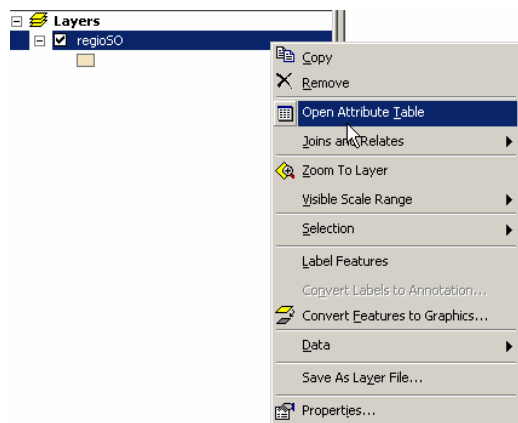 Layers
regioSO
Copy
Remove
Open Attribute Table
Joins and Relates
Zoom To Layer
Visible Scale Range
Selection
Label Features
Convert Labels to Annotation...
Convert Features to Graphics...
Data
Save As Layer File...
Properties...